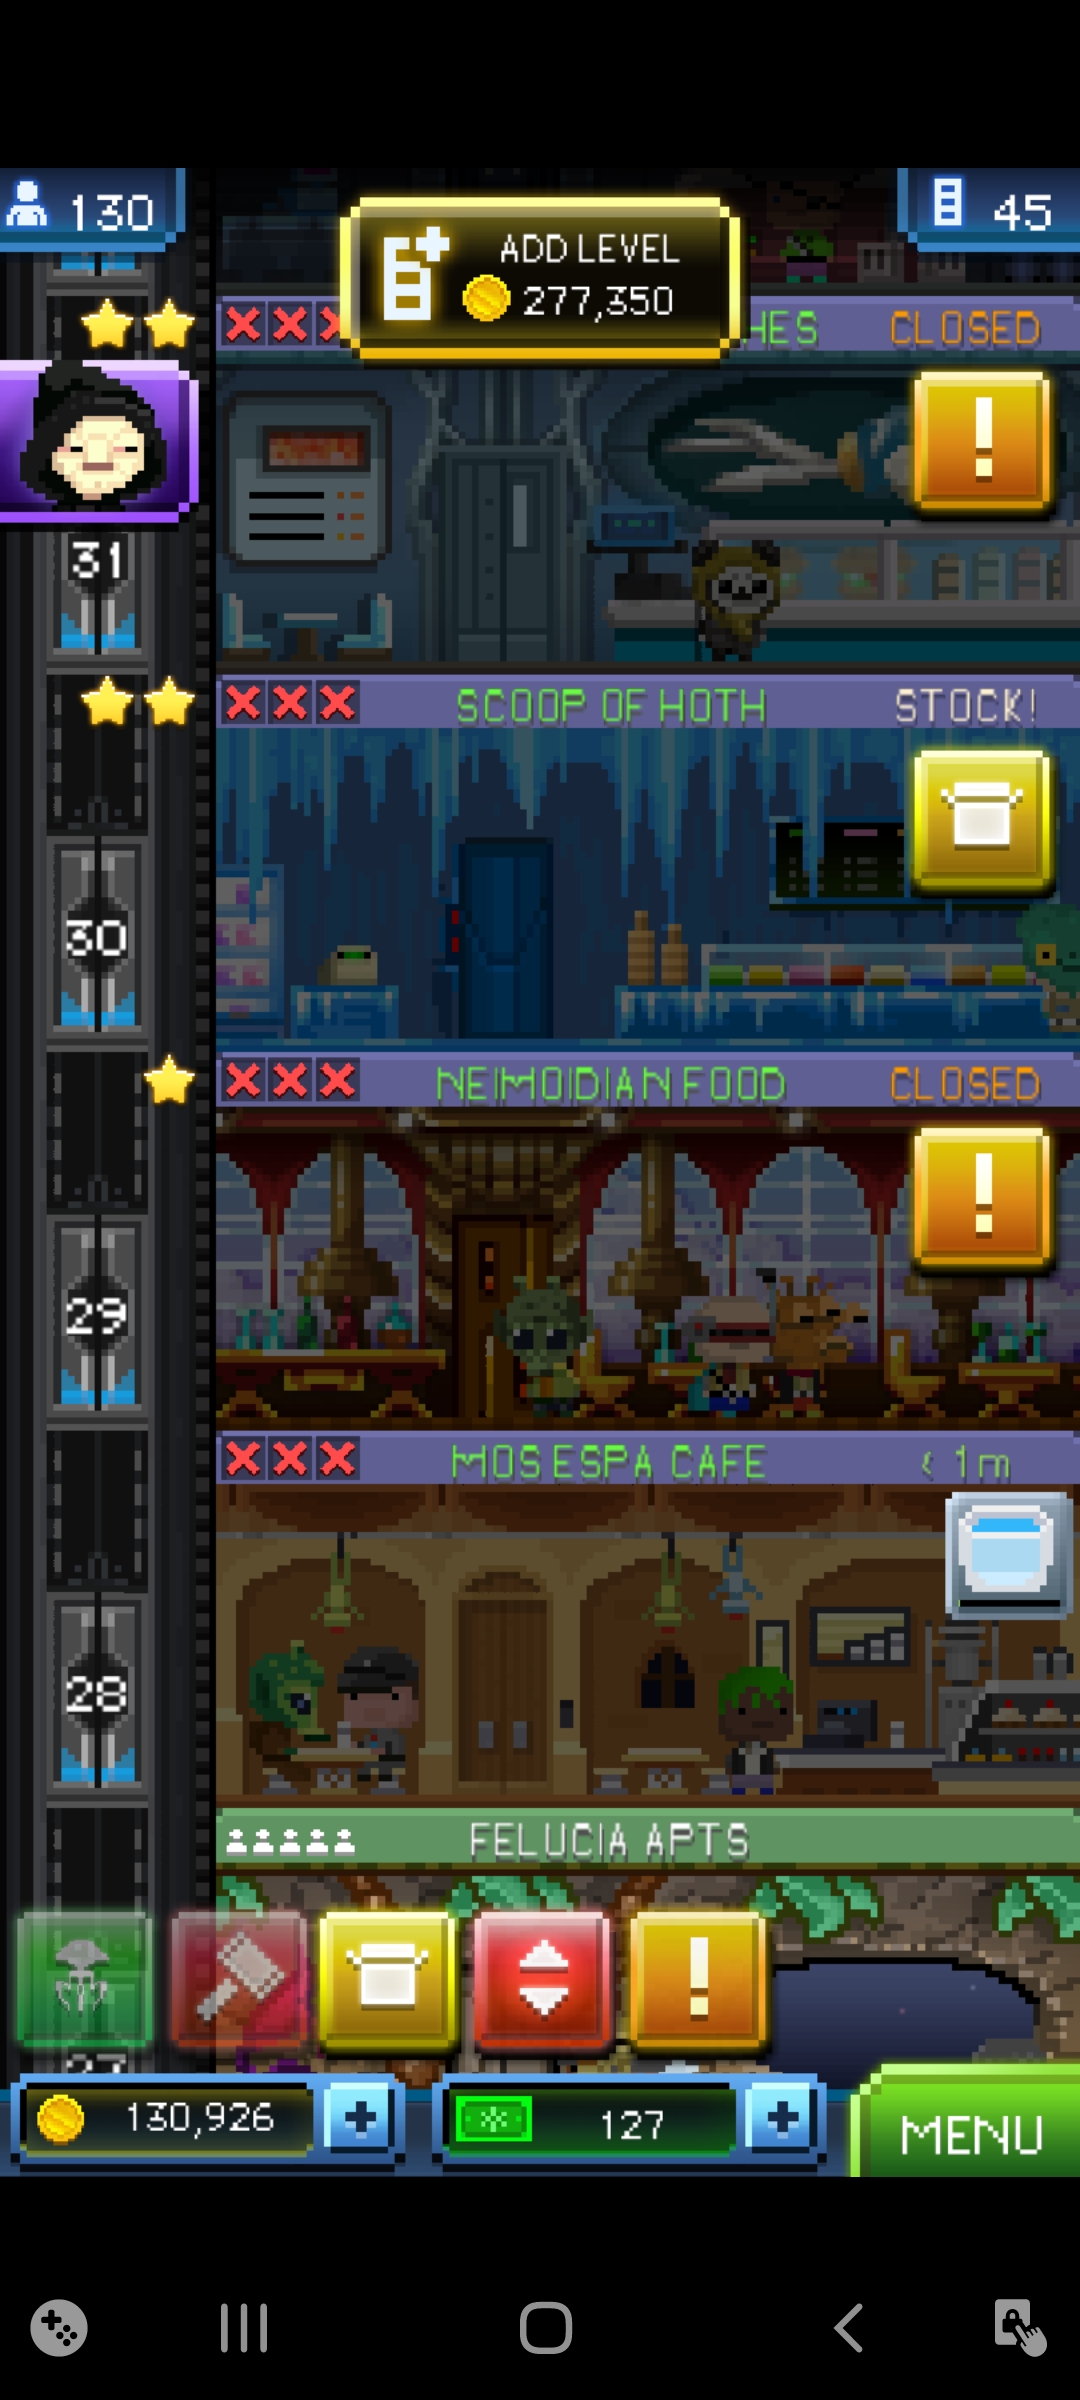 130
ADD LEVEL
277,350
45
HES
CLOSED
31
SCOOP OF HOTH
STOCK!
30
NEIMOIDIAN FOOD
CLOSED
29
MOS ESPA CAFE
< 1m
28
FELUCIA APTS
27
130,926
127
MENU